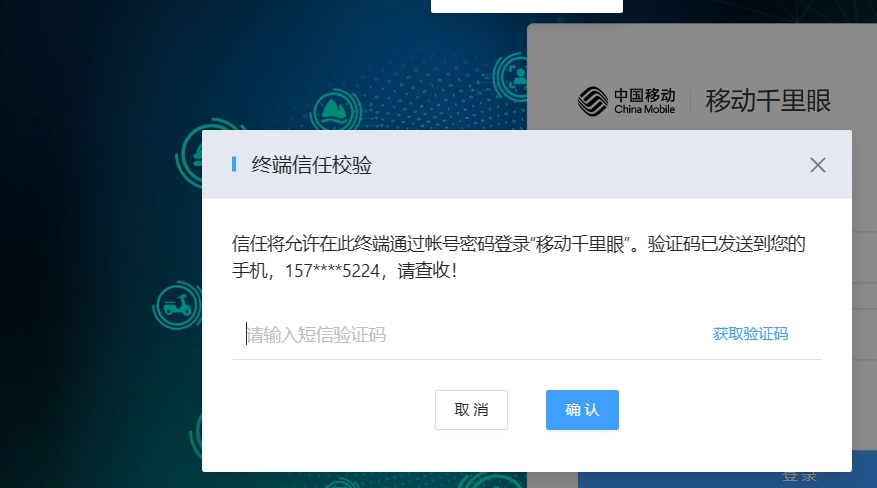 中国移动
China Mobile
移动千里眼
终端信任校验
信任将允许在此终端通过帐号密码登录“移动千里眼”。验证码已发送到您的
手机，157****5224，请查收！
请输入短信验证码
获取验证码
取消
确认
登录